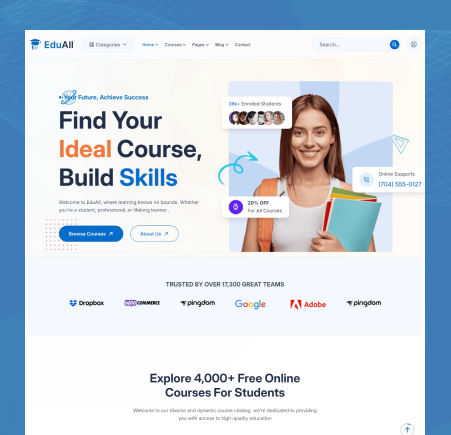 EduAll
Categories
Home
Courses
Pages
Blog
Contact
Search...
Your Future, Achieve Success
Find Your
Ideal Course,
Build Skills
Welcome to EduAll, where learning knows no bounds. Whether
you're a student, professional, or lifelong learner...
Browse Courses
About Us
36k+ Enrolled Students
20% OFF
For All Courses
Online Supports
(704) 555-0127
TRUSTED BY OVER 17,300 GREAT TEAMS
Dropbox
WOO COMMERCE
pingdom
Google
Adobe
pingdom
Explore 4,000+ Free Online
Courses For Students
Welcome to our diverse and dynamic course catalog. we're dedicated to providing
you with access to high-quality education